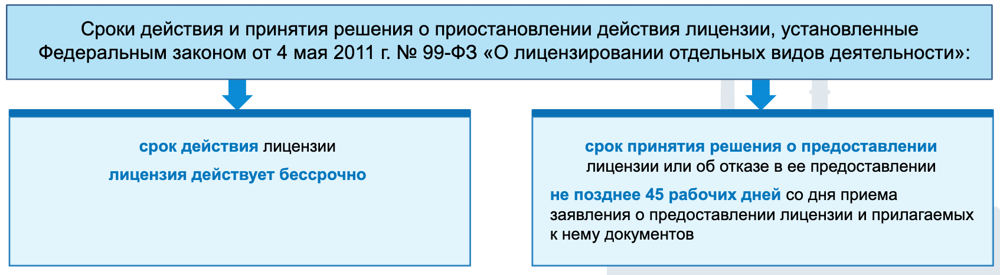 Сроки действия и принятия решения о приостановлении действия лицензии, установленные
Федеральным законом от 4 мая 2011 г. № 99-ФЗ «О лицензировании отдельных видов деятельности»:
срок действия лицензии
лицензия действует бессрочно
срок принятия решения о предоставлении
лицензии или об отказе в ее предоставлении
не позднее 45 рабочих дней со дня приема
заявления о предоставлении лицензии и прилагаемых
к нему документов